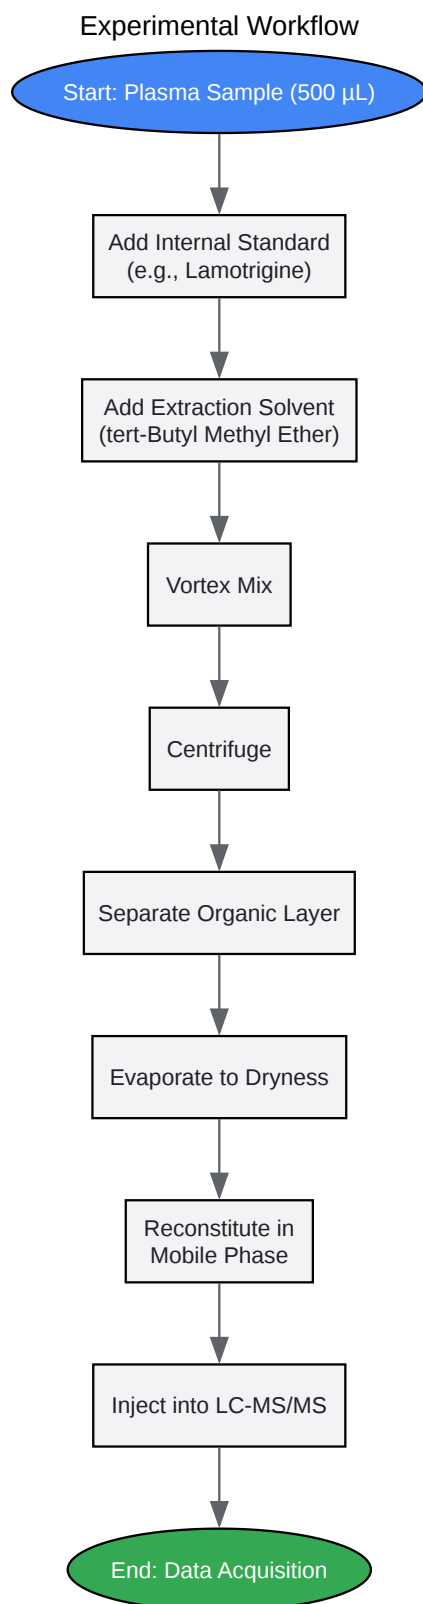 Experimental Workflow
Start: Plasma Sample (500 µL)
Add Internal Standard
(e.g., Lamotrigine)
Add Extraction Solvent
(tert-Butyl Methyl Ether)
Vortex Mix
Centrifuge
Separate Organic Layer
Evaporate to Dryness
Reconstitute in
Mobile Phase
Inject into LC-MS/MS
End: Data Acquisition